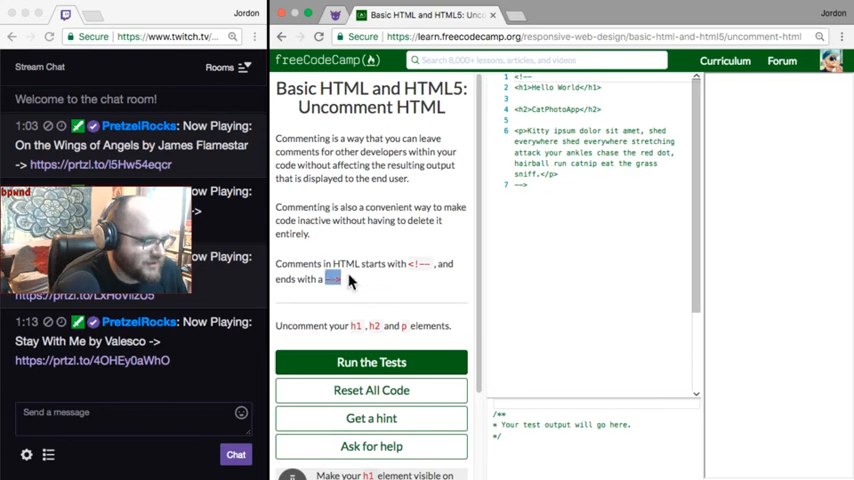 Jordon
Secure https://www.twitch.tv/...
Stream Chat
Rooms
Welcome to the chat room!
1:03 PretzelRocks: Now Playing:
On the Wings of Angels by James Flamestar
-> https://prtzl.to/l5Hw54eqcr
Now Playing:
->
bpwnd
Now Playing:
1:13 PretzelRocks: Now Playing:
Stay With Me by Valesco ->
https://prtzl.to/4OHEy0aWhO
Send a message
Chat
Basic HTML and HTML5: Unco
Jordon
Secure https://learn.freecodecamp.org/responsive-web-design/basic-html-and-html5/uncomment-html
freeCodeCamp
Search 8,000+ lessons, articles, and videos
Curriculum
Forum
Basic HTML and HTML5:
Uncomment HTML
Commenting is a way that you can leave
comments for other developers within your
code without affecting the resulting output
that is displayed to the end user.
Commenting is also a convenient way to make
code inactive without having to delete it
entirely.
Comments in HTML starts with <!-- , and
ends with a -->
Uncomment your h1 , h2 and p elements.
Run the Tests
Reset All Code
Get a hint
Ask for help
Make your h1 element visible on
1 <!--
2 <h1>Hello World</h1>
3
4 <h2>CatPhotoApp</h2>
5
6 <p>Kitty ipsum dolor sit amet, shed
everywhere shed everywhere stretching
attack your ankles chase the red dot,
hairball run catnip eat the grass
sniff.</p>
7 -->
/**
* Your test output will go here.
*/